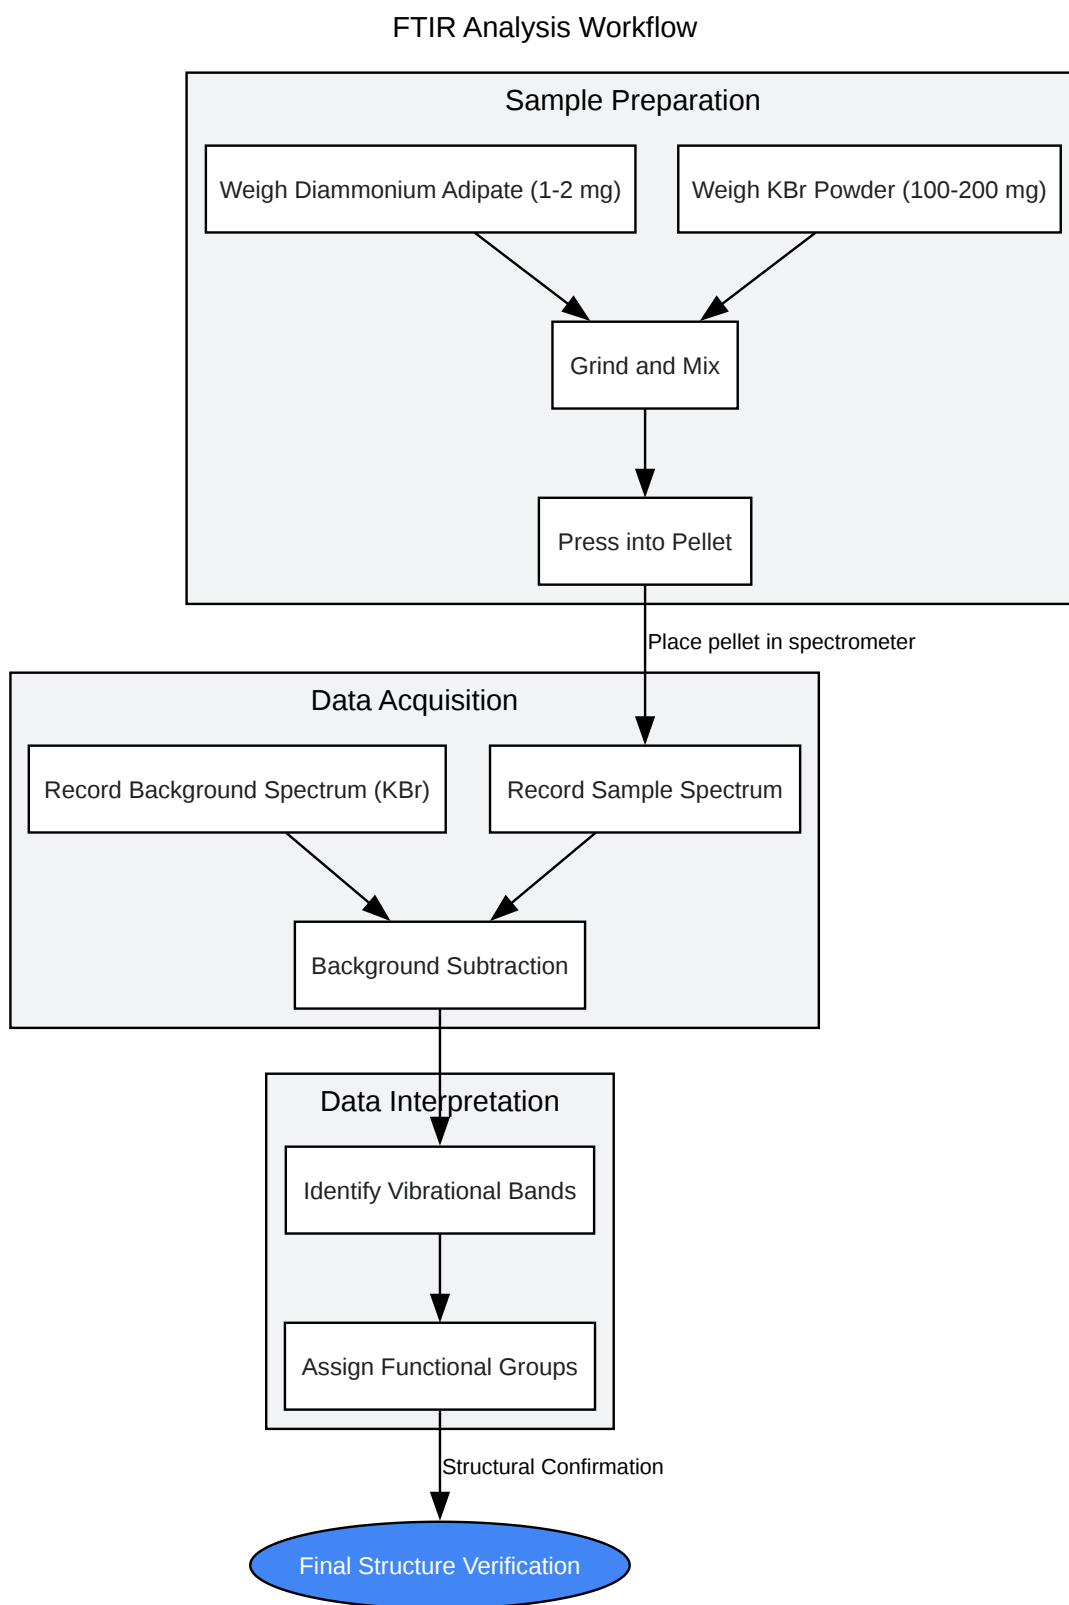 FTIR Analysis Workflow
Sample Preparation
Weigh Diammonium Adipate (1-2 mg)
Weigh KBr Powder (100-200 mg)
Grind and Mix
Press into Pellet
Place pellet in spectrometer
Data Acquisition
Record Background Spectrum (KBr)
Record Sample Spectrum
Background Subtraction
Data Interpretation
Identify Vibrational Bands
Assign Functional Groups
Structural Confirmation
Final Structure Verification